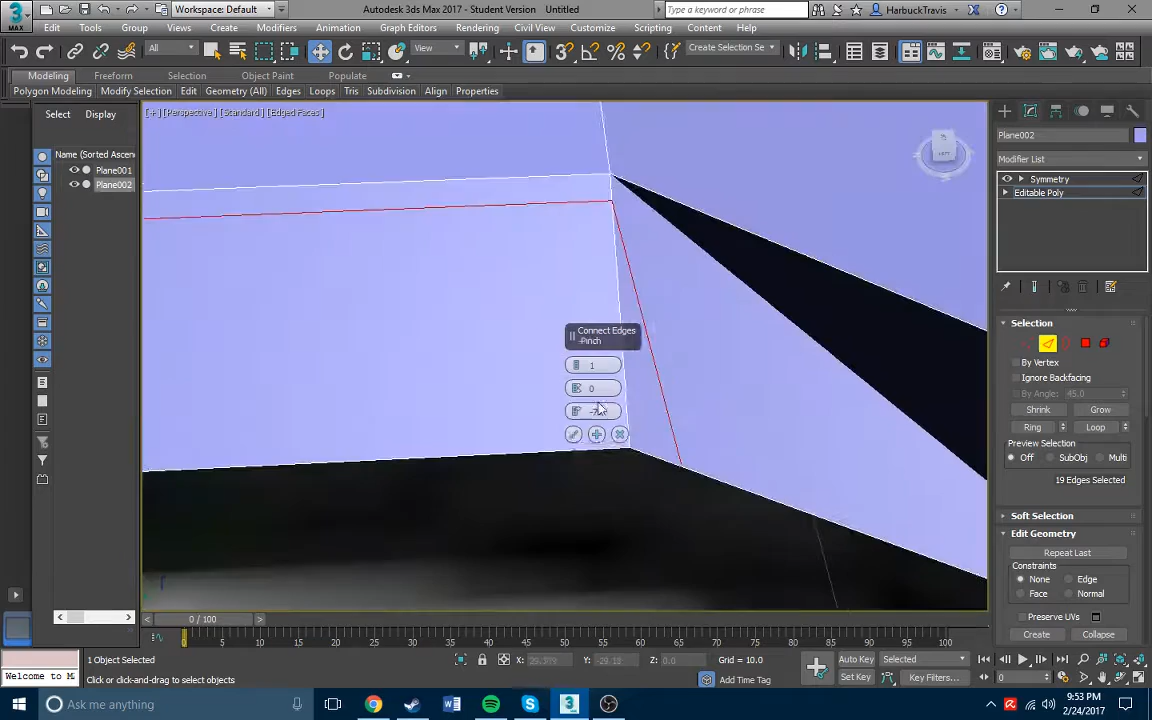 Workspace: Default
Autodesk 3ds Max 2017 - Student Version    Untitled
Type a keyword or phrase
HarbuckTravis
3
MAX
Edit Tools Group Views Create Modifiers Animation Graph Editors Rendering Civil View Customize Scripting Content Help
All
View
Create Selection Se
Modeling Freeform Selection Object Paint Populate
Polygon Modeling Modify Selection Edit Geometry (All) Edges Loops Tris Subdivision Align Properties
Select Display
[+] [Perspective] [Standard] [Edged Faces]
Name (Sorted Ascen
Plane001
Plane002
LEFT
Plane002
Modifier List
Symmetry
Editable Poly
Connect Edges
-Pinch
1
0
Selection
By Vertex
Ignore Backfacing
By Angle: 45.0
Shrink Grow
Ring Loop
Preview Selection
Off SubObj Multi
19 Edges Selected
Soft Selection
Edit Geometry
Repeat Last
Constraints
None Edge
Face Normal
Preserve UVs
Create Collapse
0 / 100
0 5 10 15 20 25 30 35 40 45 50 55 60 65 70 75 80 85 90 95 100
1 Object Selected
X: 29.379 Y: -29.13 Z: 0.0 Grid = 10.0
Auto Key Selected
Welcome to M
Click or click-and-drag to select objects
Add Time Tag
Set Key Key Filters...
0
Ask me anything
9:53 PM
2/24/2017